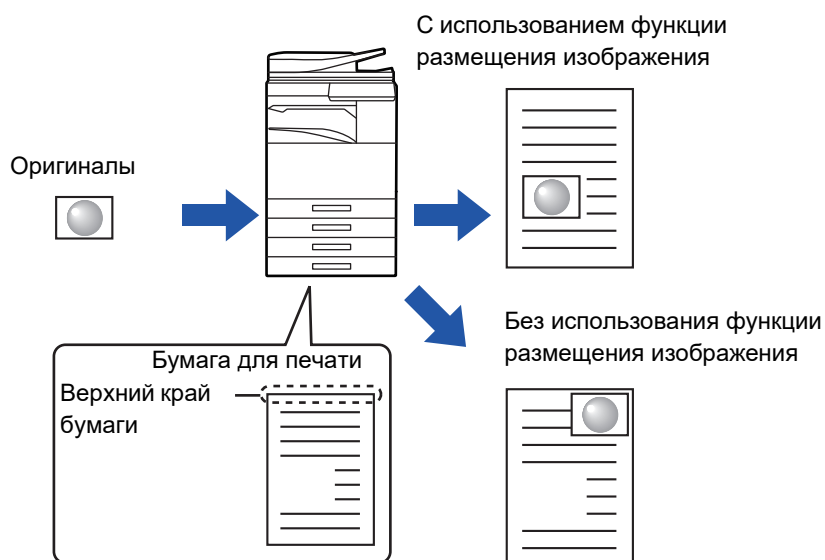 С использованием функции
размещения изображения
Оригиналы
Без использования функции
размещения изображения
Бумага для печати
Верхний край
бумаги